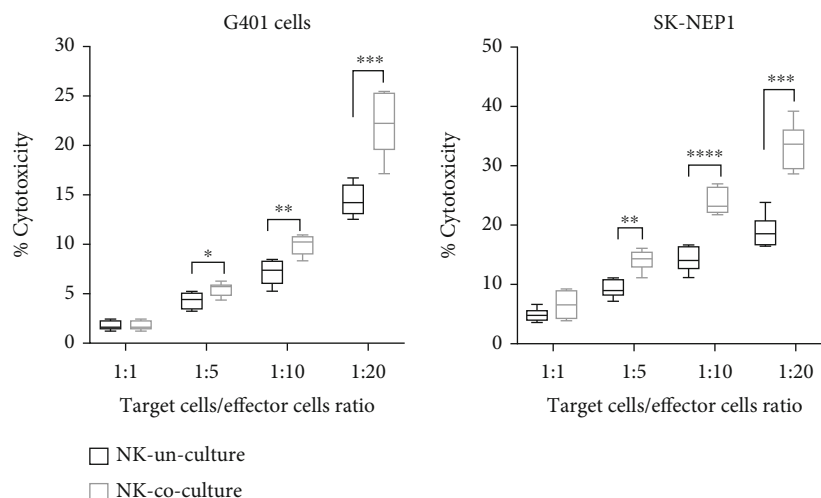 G401 cells
30
25
20
15
10
5
0
% Cytotoxicity
*
**
***
1:1 1:5 1:10 1:20
Target cells/effector cells ratio
SK-NEP1
50
40
30
20
10
0
% Cytotoxicity
**
****
***
1:1 1:5 1:10 1:20
Target cells/effector cells ratio
NK-un-culture
NK-co-culture